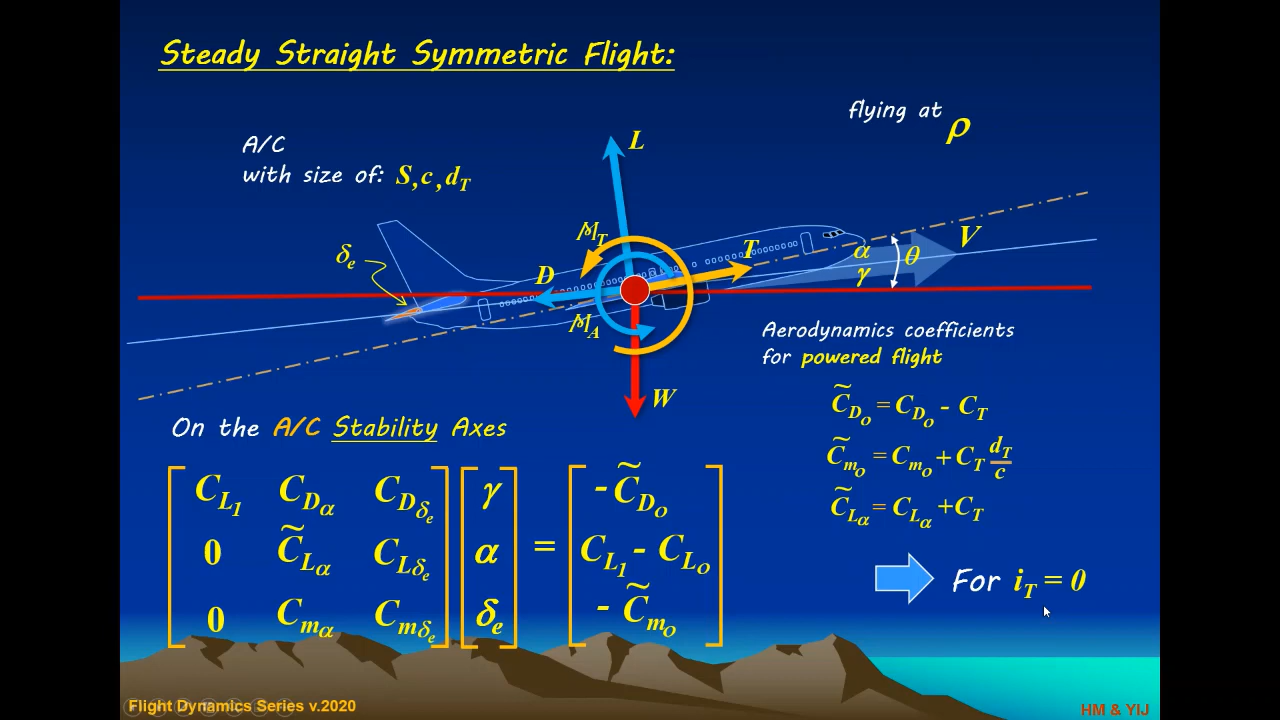 Steady Straight Symmetric Flight:
flying at ρ
A/C
with size of: S, c, d_T
L
M_T
T
V
δ_e
D
α
θ
γ
M_A
W
Aerodynamics coefficients
for powered flight
C̃_Do = C_Do - C_T
C̃_mo = C_mo + C_T d_T/c
C̃_Lα = C_Lα + C_T
On the A/C Stability Axes
C_L1 C_Dα C_Dδe γ -C̃_Do
0 C̃_Lα C_Lδe α = C_L1 - C_Lo
0 C_mα C_mδe δ_e -C̃_mo
For i_T = 0
Flight Dynamics Series v.2020
HM & YIJ